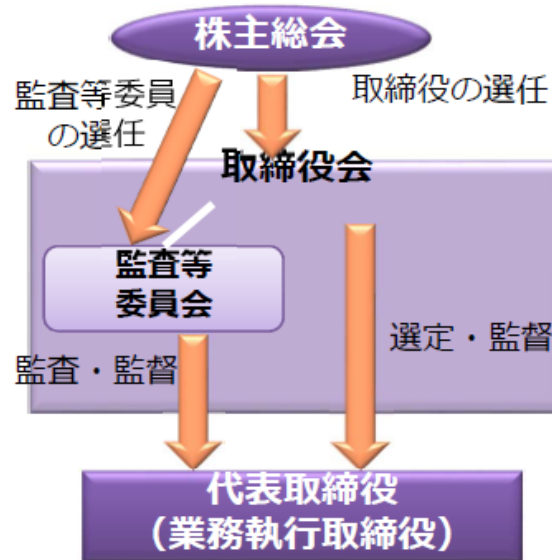 株主総会
監査等委員
の選任
取締役の選任
取締役会
監査等
委員会
監査・監督
選定・監督
代表取締役
（業務執行取締役）